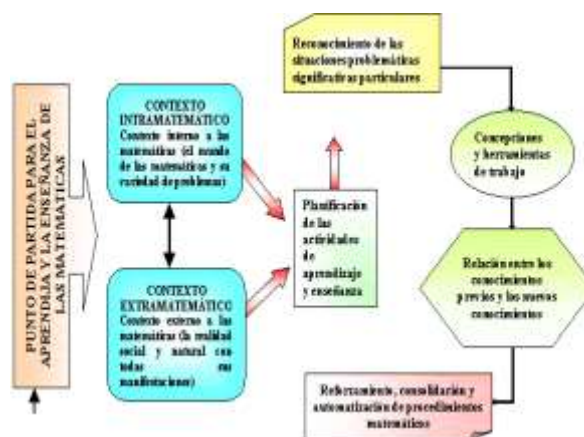 PUNTO DE PARTIDA PARA EL
APRENDIJA Y LA ENSEÑANZA DE
LAS MATEMATICAS
CONTEXTO
INTRAMATEMÁTICO
Contexto interno a las
matemáticas (el mundo
de las matemáticas y su
variedad de problemas)
CONTEXTO
EXTRAMATEMÁTICO
Contexto externo a las
matemáticas (la realidad
social y natural con
todas sus
manifestaciones)
Planificación
de las
actividades
de
aprendizaje
y enseñanza
Reconocimiento de las
situaciones problemáticas
significativas particulares
Concepciones
y herramientas
de trabajo
Relación entre los
conocimientos
previos y los nuevos
conocimientos
Reforzamiento, consolidación y
automatización de procedimientos
matemáticos